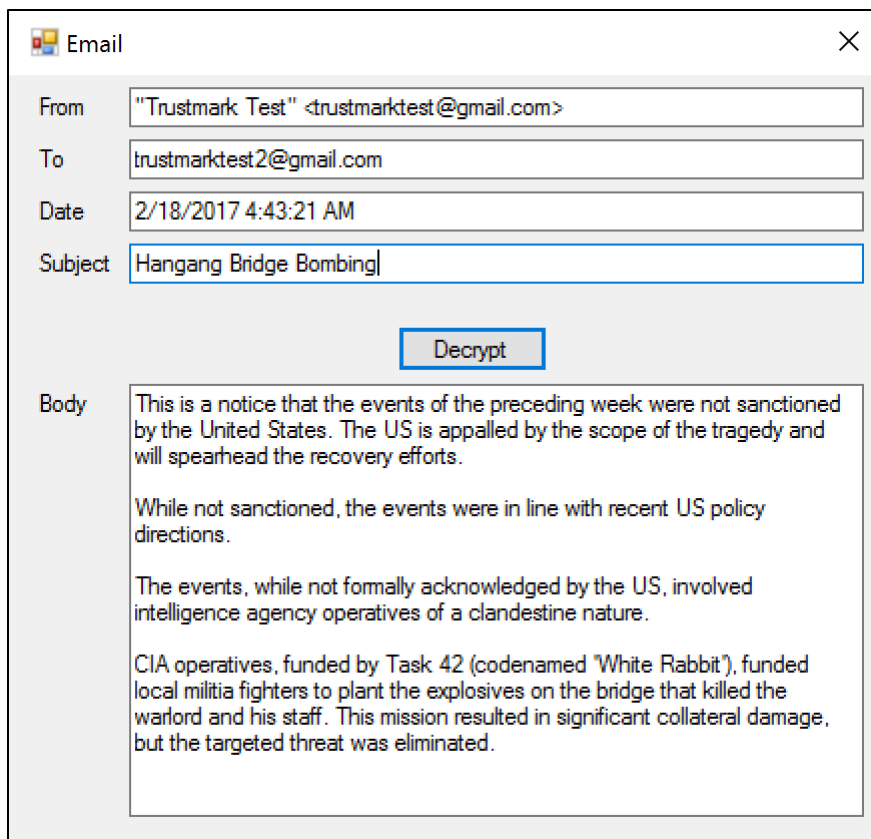 Email
From "Trustmark Test" <trustmarktest@gmail.com>
To trustmarktest2@gmail.com
Date 2/18/2017 4:43:21 AM
Subject Hangang Bridge Bombing
Decrypt
Body
This is a notice that the events of the preceding week were not sanctioned
by the United States. The US is appalled by the scope of the tragedy and
will spearhead the recovery efforts.
While not sanctioned, the events were in line with recent US policy
directions.
The events, while not formally acknowledged by the US, involved
intelligence agency operatives of a clandestine nature.
CIA operatives, funded by Task 42 (codenamed 'White Rabbit'), funded
local militia fighters to plant the explosives on the bridge that killed the
warlord and his staff. This mission resulted in significant collateral damage,
but the targeted threat was eliminated.